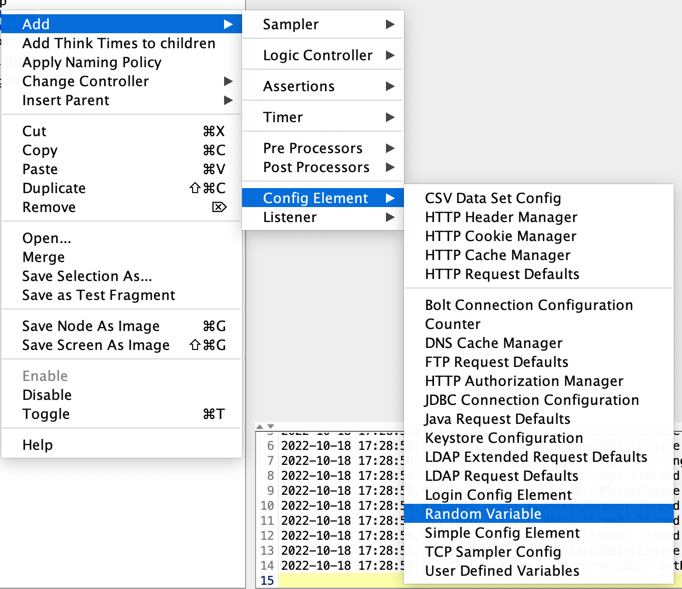 Add
Add Think Times to children
Apply Naming Policy
Change Controller
Insert Parent
Cut ⌘X
Copy ⌘C
Paste ⌘V
Duplicate ⇧⌘C
Remove ⌦
Open...
Merge
Save Selection As...
Save as Test Fragment
Save Node As Image ⌘G
Save Screen As Image ⇧⌘G
Enable
Disable
Toggle ⌘T
Help
Sampler
Logic Controller
Assertions
Timer
Pre Processors
Post Processors
Config Element
Listener
CSV Data Set Config
HTTP Header Manager
HTTP Cookie Manager
HTTP Cache Manager
HTTP Request Defaults
Bolt Connection Configuration
Counter
DNS Cache Manager
FTP Request Defaults
HTTP Authorization Manager
JDBC Connection Configuration
Java Request Defaults
Keystore Configuration
LDAP Extended Request Defaults
LDAP Request Defaults
Login Config Element
Random Variable
Simple Config Element
TCP Sampler Config
User Defined Variables
6 2022-10-18 17:28:5
7 2022-10-18 17:28:5
8 2022-10-18 17:28:5
9 2022-10-18 17:28:5
10 2022-10-18 17:28:5
11 2022-10-18 17:28:5
12 2022-10-18 17:28:5
13 2022-10-18 17:28:5
14 2022-10-18 17:28:5
15